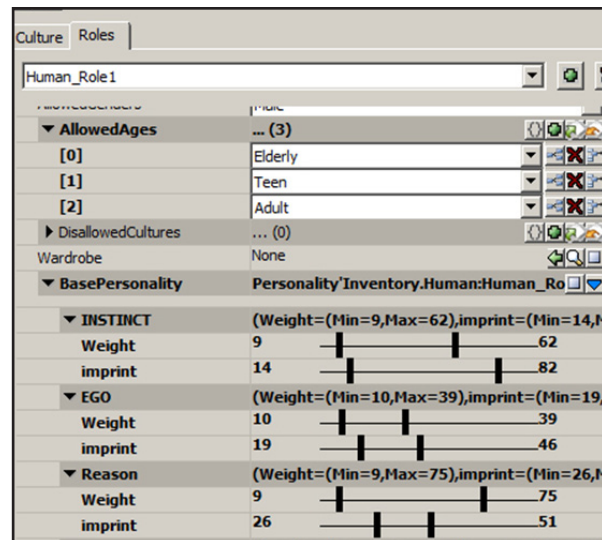 Culture Roles
Human_Role1
▼ AllowedAges ... (3)
[0] Elderly
[1] Teen
[2] Adult
DisallowedCultures ... (0)
Wardrobe None
▼ BasePersonality Personality'Inventory.Human:Human_Ro
▼ INSTINCT (Weight=(Min=9,Max=62),imprint=(Min=14,M
Weight 9 62
imprint 14 82
▼ EGO (Weight=(Min=10,Max=39),imprint=(Min=19,
Weight 10 39
imprint 19 46
▼ Reason (Weight=(Min=9,Max=75),imprint=(Min=26,M
Weight 9 75
imprint 26 51